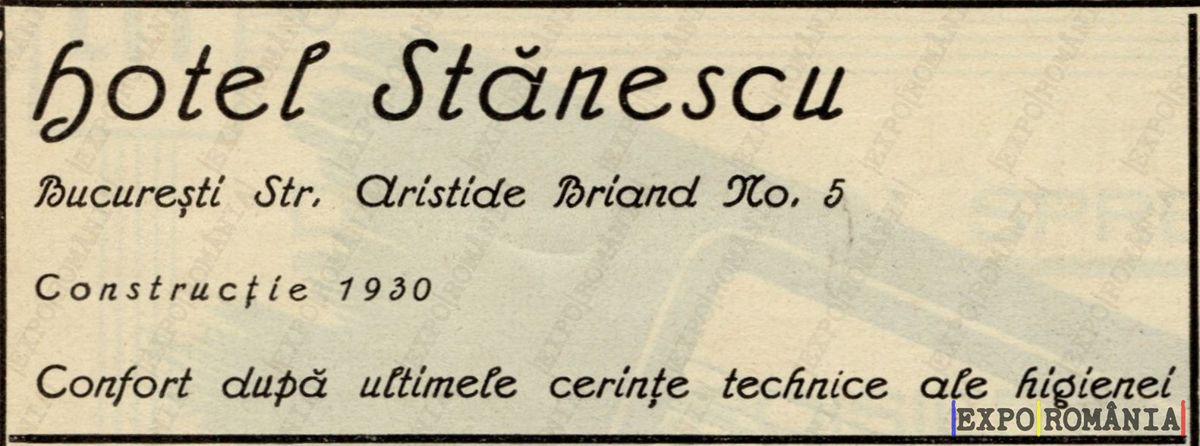 Hotel Stănescu
București Str. Aristide Briand No. 5
Construcție 1930
Confort după ultimele cerințe technice ale higienei
EXPO ROMÂNIA